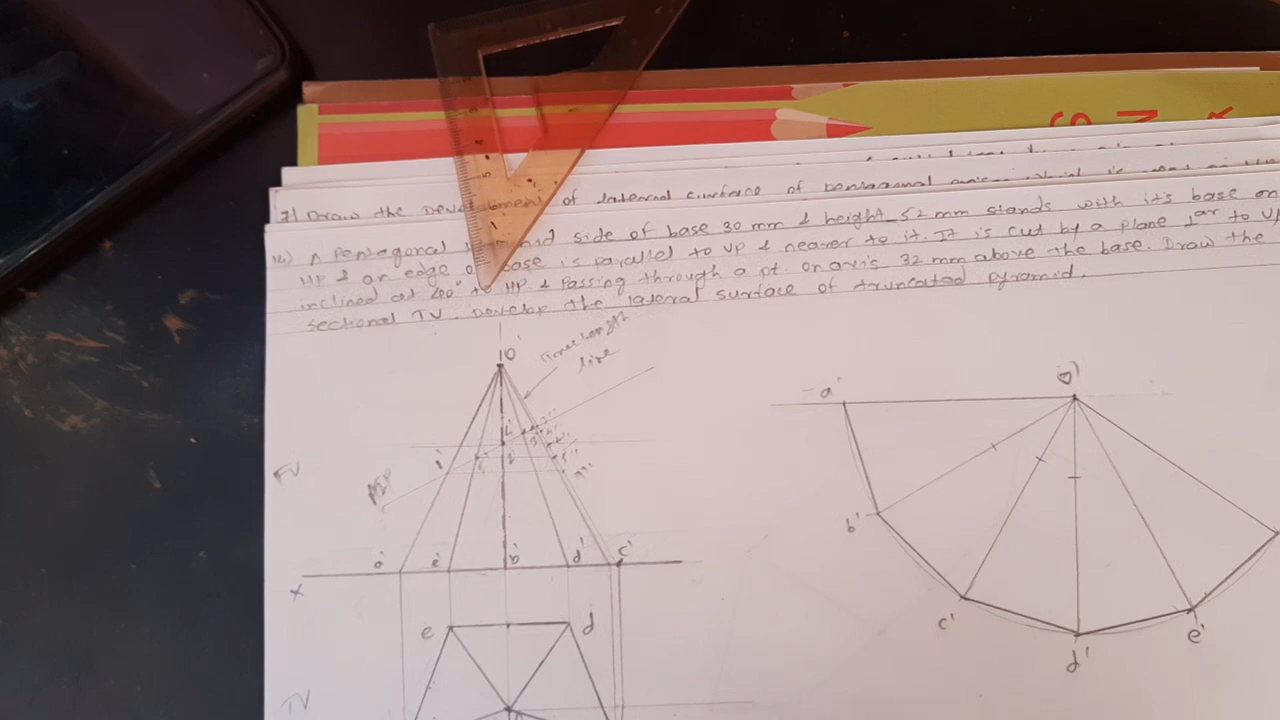 7) Draw the Development of lateral surface of pentagonal
16) A Pentagonal side of base 30 mm & height 52 mm stands with it's base on
HP & an edge of base is parallel to VP & nearer to it. It is cut by a plane ⊥ar to VP
inclined at to HP & Passing through a pt. on axis 32 mm above the base. Draw the
sectional TV. Develop the lateral surface of truncated pyramid.
O'
True length
line
FV
AIP
1'
X
e'
b'
d'
c'
e
d
TV
a'
O'
b'
c'
d'
e'